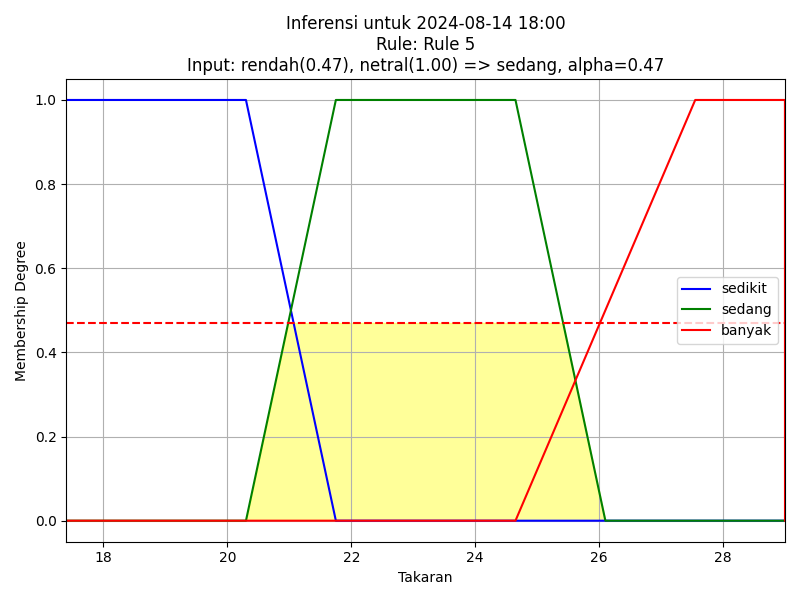 Inferensi untuk 2024-08-14 18:00
Rule: Rule 5
Input: rendah(0.47), netral(1.00) => sedang, alpha=0.47
1.0
0.8
0.6
0.4
0.2
0.0
Membership Degree
sedikit
sedang
banyak
18 20 22 24 26 28
Takaran